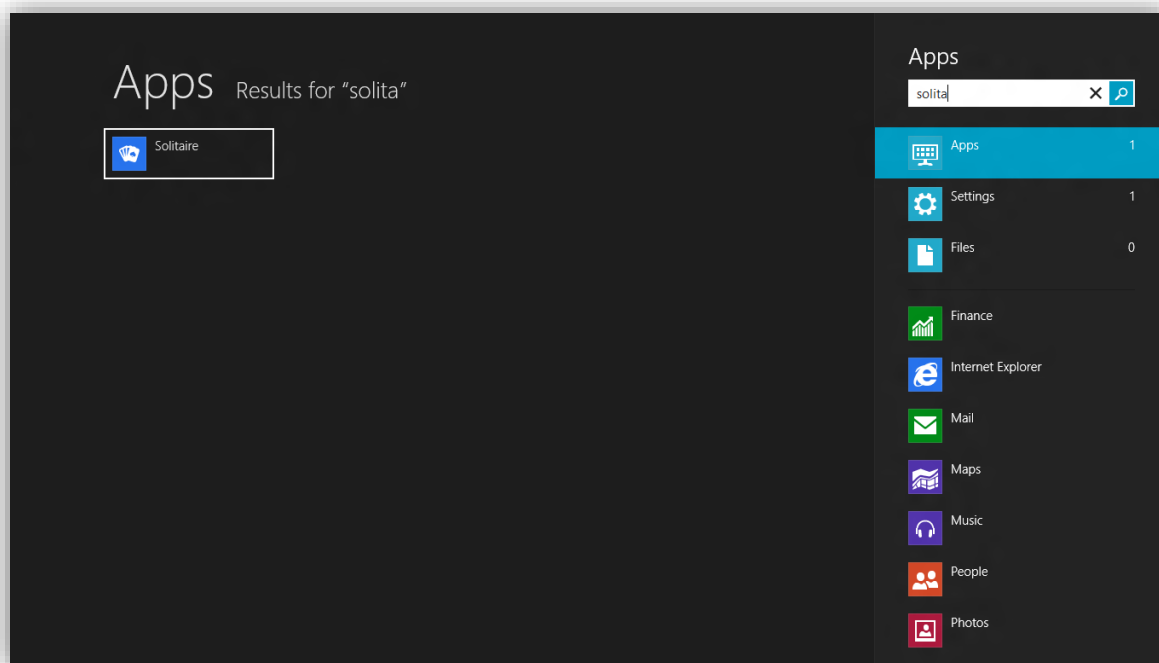 Apps Results for “solita”
Solitaire
Apps
solita
Apps 1
Settings 1
Files 0
Finance
Internet Explorer
Mail
Maps
Music
People
Photos